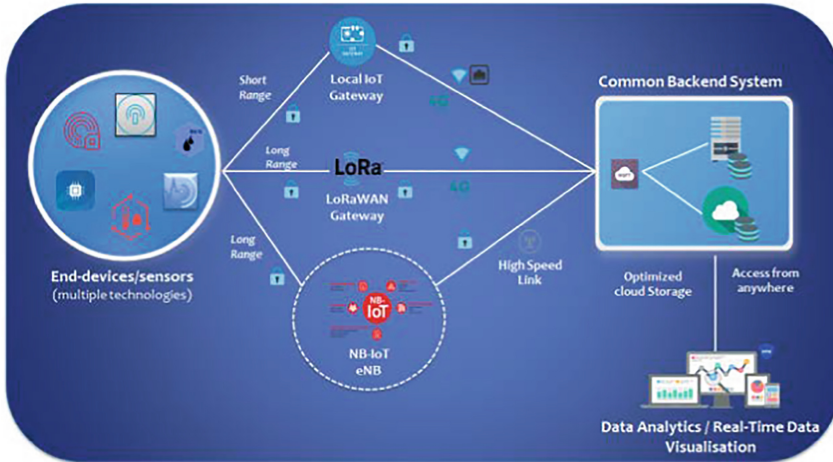 GATEWAY
Local IoT
Gateway
Short
Range
4G
Common Backend System
Long
Range
LoRa
LoRaWAN
Gateway
4G
Long
Range
End-devices/sensors
(multiple technologies)
High Speed
Link
Optimized
cloud Storage
Access from
anywhere
NB-
IoT
NB-IoT
eNB
Data Analytics / Real-Time Data
Visualisation